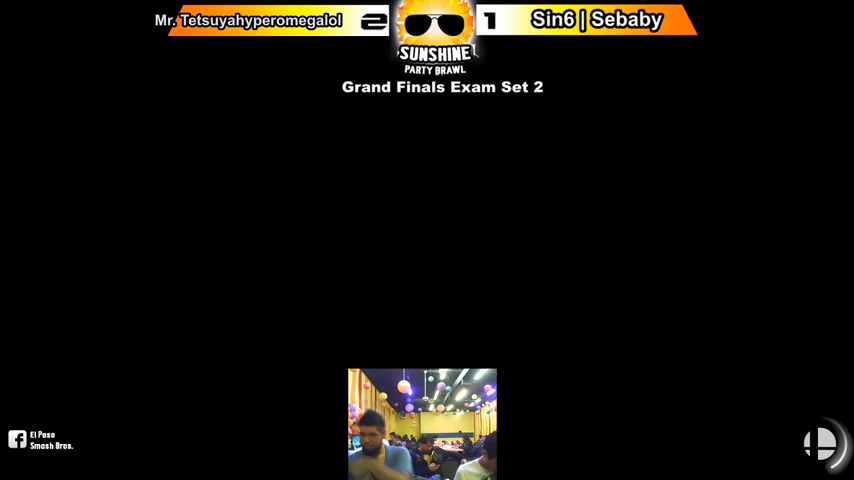 Mr. Tetsuyahyperomegalol 2 1 Sin6 | Sebaby
SUNSHINE
PARTY BRAWL
Grand Finals Exam Set 2
El Paso
Smash Bros.